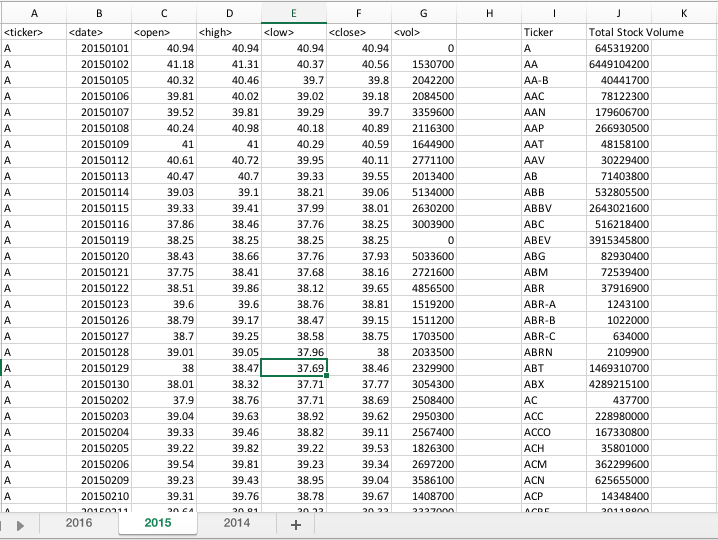 A B C D E F G H I J K
<ticker> <date> <open> <high> <low> <close> <vol> Ticker Total Stock Volume
A 20150101 40.94 40.94 40.94 40.94 0 A 645319200
A 20150102 41.18 41.31 40.37 40.56 1530700 AA 6449104200
A 20150105 40.32 40.46 39.7 39.8 2042200 AA-B 40441700
A 20150106 39.81 40.02 39.02 39.18 2084500 AAC 78122300
A 20150107 39.52 39.81 39.29 39.7 3359600 AAN 179606700
A 20150108 40.24 40.98 40.18 40.89 2116300 AAP 266930500
A 20150109 41 41 40.29 40.59 1644900 AAT 48158100
A 20150112 40.61 40.72 39.95 40.11 2771100 AAV 30229400
A 20150113 40.47 40.7 39.33 39.55 2013400 AB 71403800
A 20150114 39.03 39.1 38.21 39.06 5134000 ABB 532805500
A 20150115 39.33 39.41 37.99 38.01 2630200 ABBV 2643021600
A 20150116 37.86 38.46 37.76 38.25 3003900 ABC 516218400
A 20150119 38.25 38.25 38.25 38.25 0 ABEV 3915345800
A 20150120 38.43 38.66 37.76 37.93 5033600 ABG 82930400
A 20150121 37.75 38.41 37.68 38.16 2721600 ABM 72539400
A 20150122 38.51 39.86 38.12 39.65 4856500 ABR 37916900
A 20150123 39.6 39.6 38.76 38.81 1519200 ABR-A 1243100
A 20150126 38.79 39.17 38.47 39.15 1511200 ABR-B 1022000
A 20150127 38.7 39.25 38.58 38.75 1703500 ABR-C 634000
A 20150128 39.01 39.05 37.96 38 2033500 ABRN 2109900
A 20150129 38 38.47 37.69 38.46 2329900 ABT 1469310700
A 20150130 38.01 38.32 37.71 37.77 3054300 ABX 4289215100
A 20150202 37.9 38.76 37.71 38.69 2508400 AC 437700
A 20150203 39.04 39.63 38.92 39.62 2950300 ACC 228980000
A 20150204 39.33 39.46 38.82 39.11 2567400 ACCO 167330800
A 20150205 39.22 39.82 39.22 39.53 1826300 ACH 35801000
A 20150206 39.54 39.81 39.23 39.34 2697200 ACM 362299600
A 20150209 39.23 39.43 38.95 39.04 3586100 ACN 625655000
A 20150210 39.31 39.76 38.78 39.67 1408700 ACP 14348400
2016 2015 2014